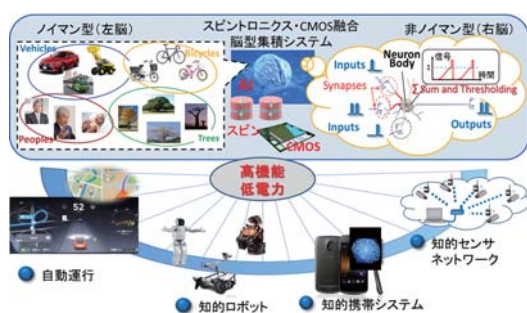 ノイマン型(左脳)
スピントロニクス・CMOS融合
脳型集積システム
非ノイマン型(右脳)
Vehicles
Bicycles
Peoples
Trees
AI
スピン
CMOS
Inputs
Neuron
Body
Synapses
信号
時間
Sum and Thresholding
Inputs
Outputs
高機能
低電力
52
自動運行
知的ロボット
知的携帯システム
知的センサ
ネットワーク